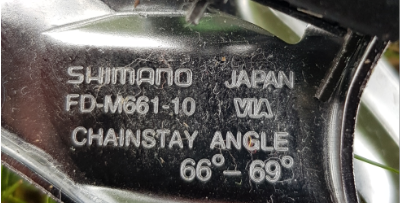 SHIMANO JAPAN
FD-M661-10 VIA
CHAINSTAY ANGLE
66°-69°